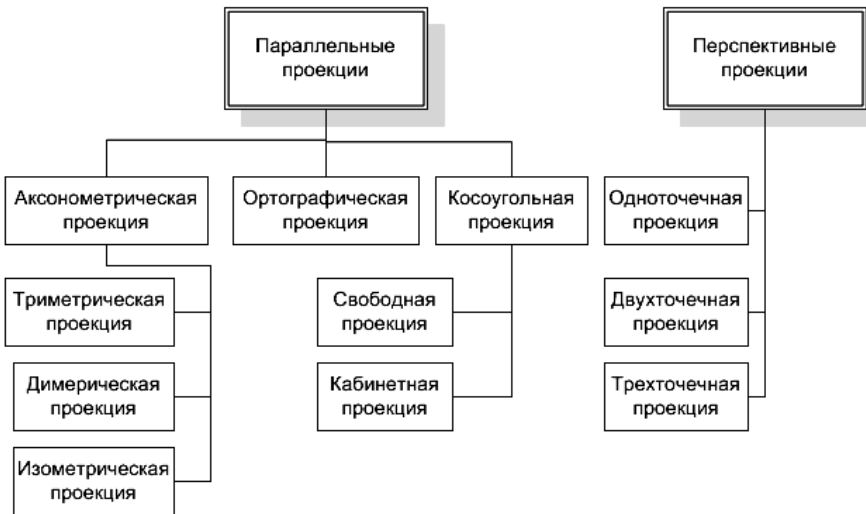 Параллельные
проекции
Перспективные
проекции
Аксонометрическая
проекция
Ортографическая
проекция
Косоугольная
проекция
Одноточечная
проекция
Триметрическая
проекция
Свободная
проекция
Двухточечная
проекция
Димерическая
проекция
Кабинетная
проекция
Трехточечная
проекция
Изометрическая
проекция